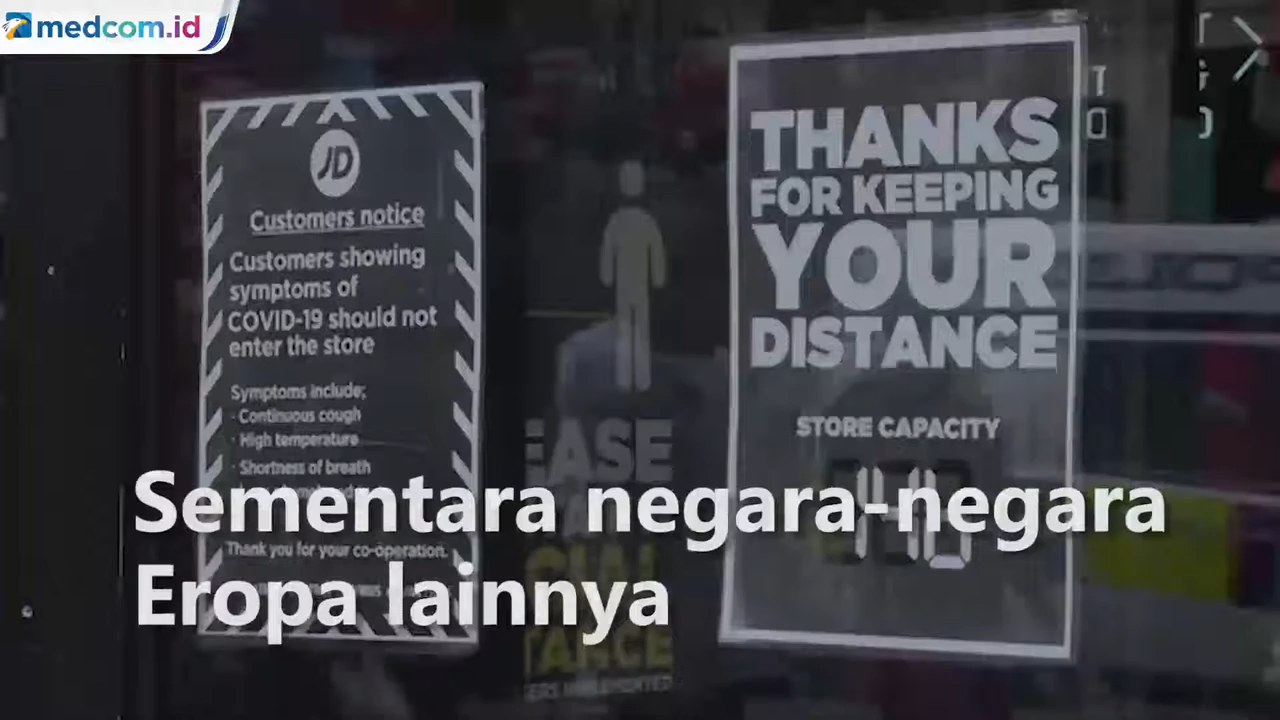 medcom.id
JD
Customers notice
Customers showing
symptoms of
COVID-19 should not
enter the store
Symptoms include;
· Continuous cough
· High temperature
· Shortness of breath
Thank you for your co-operation.
THANKS
FOR KEEPING
YOUR
DISTANCE
STORE CAPACITY
Sementara negara-negara
Eropa lainnya